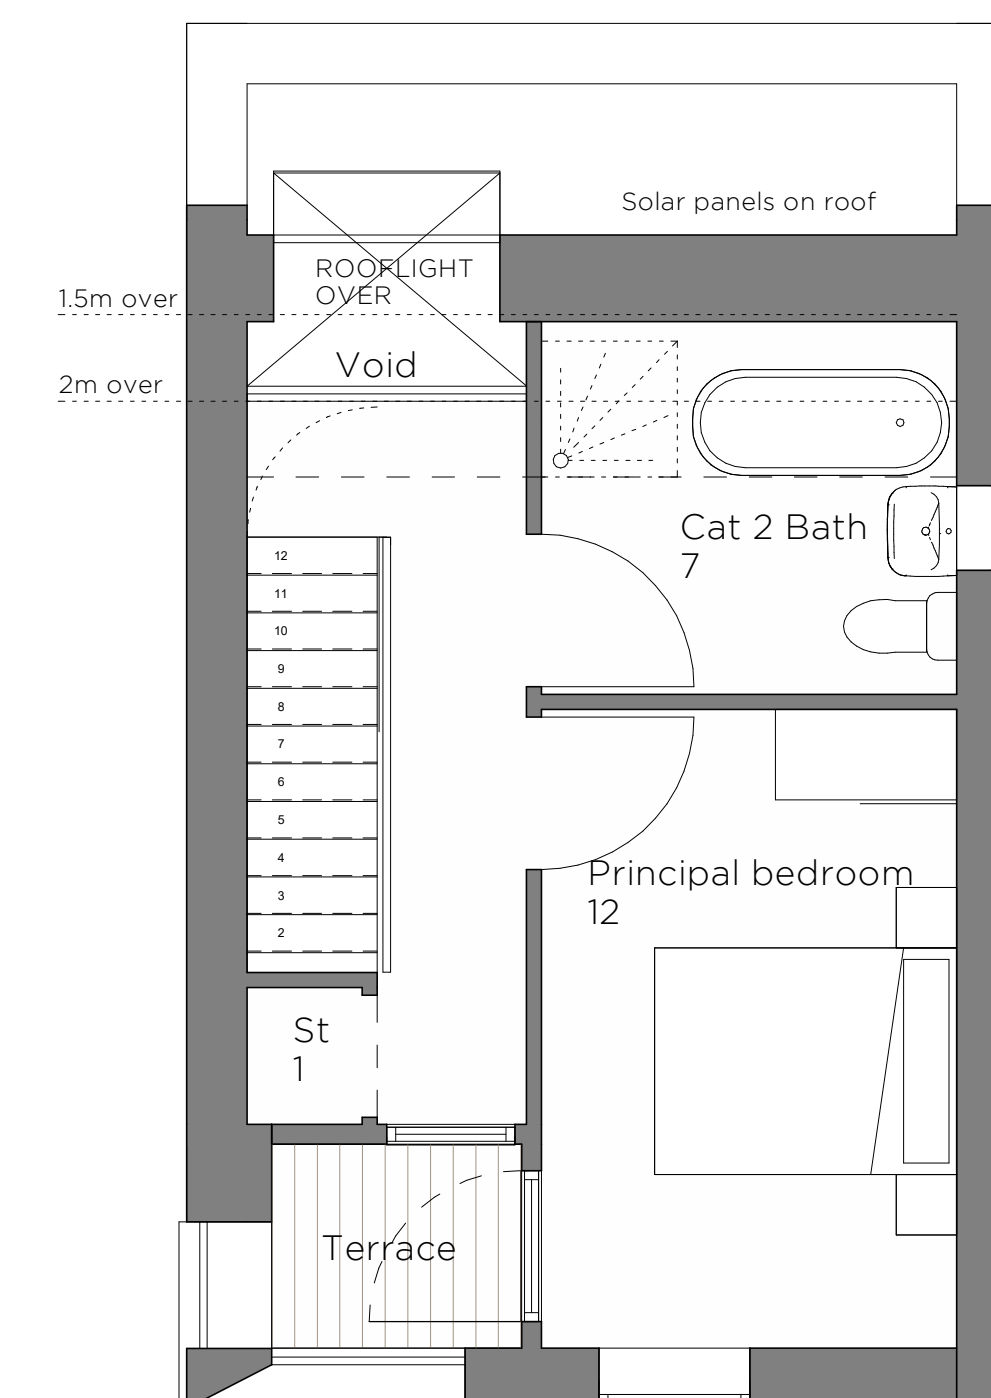 Solar panels on roof
ROOFLIGHT
OVER
1.5m over
Void
2m over
Cat 2 Bath
7
12
11
10
9
8
7
6
5
4
3
2
Principal bedroom
12
St
1
Terrace